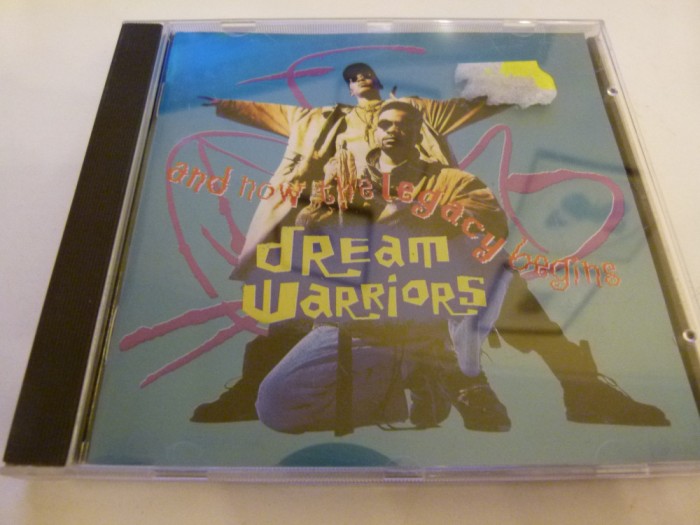 and now the legacy begins
dream
warriors